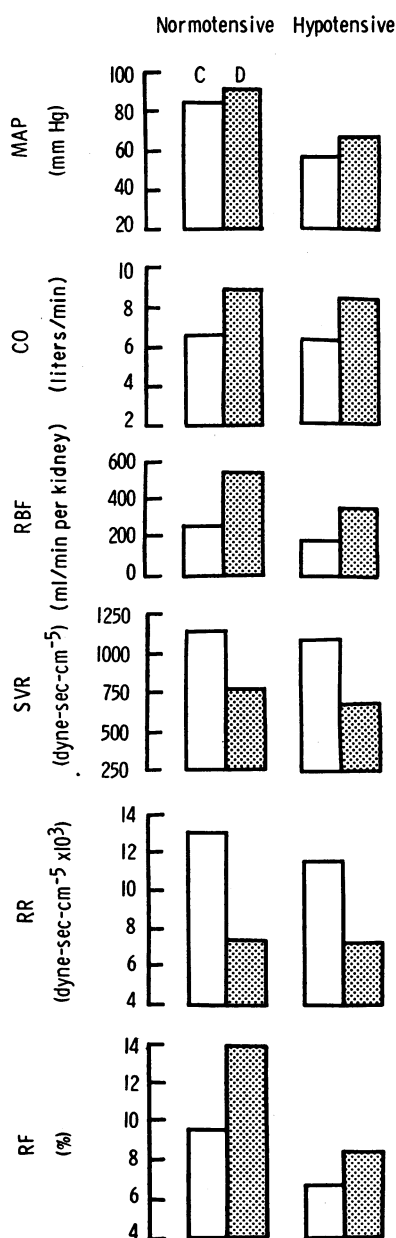 Normotensive Hypotensive
C D
MAP
(mm Hg)
100
80
60
40
20
CO
(liters/min)
10
8
6
4
2
RBF
(ml/min per kidney)
600
400
200
0
SVR
(dyne-sec-cm⁻⁵)
1250
1000
750
500
250
RR
(dyne-sec-cm⁻⁵ x10³)
14
12
10
8
6
4
RF
(%)
14
12
10
8
6
4